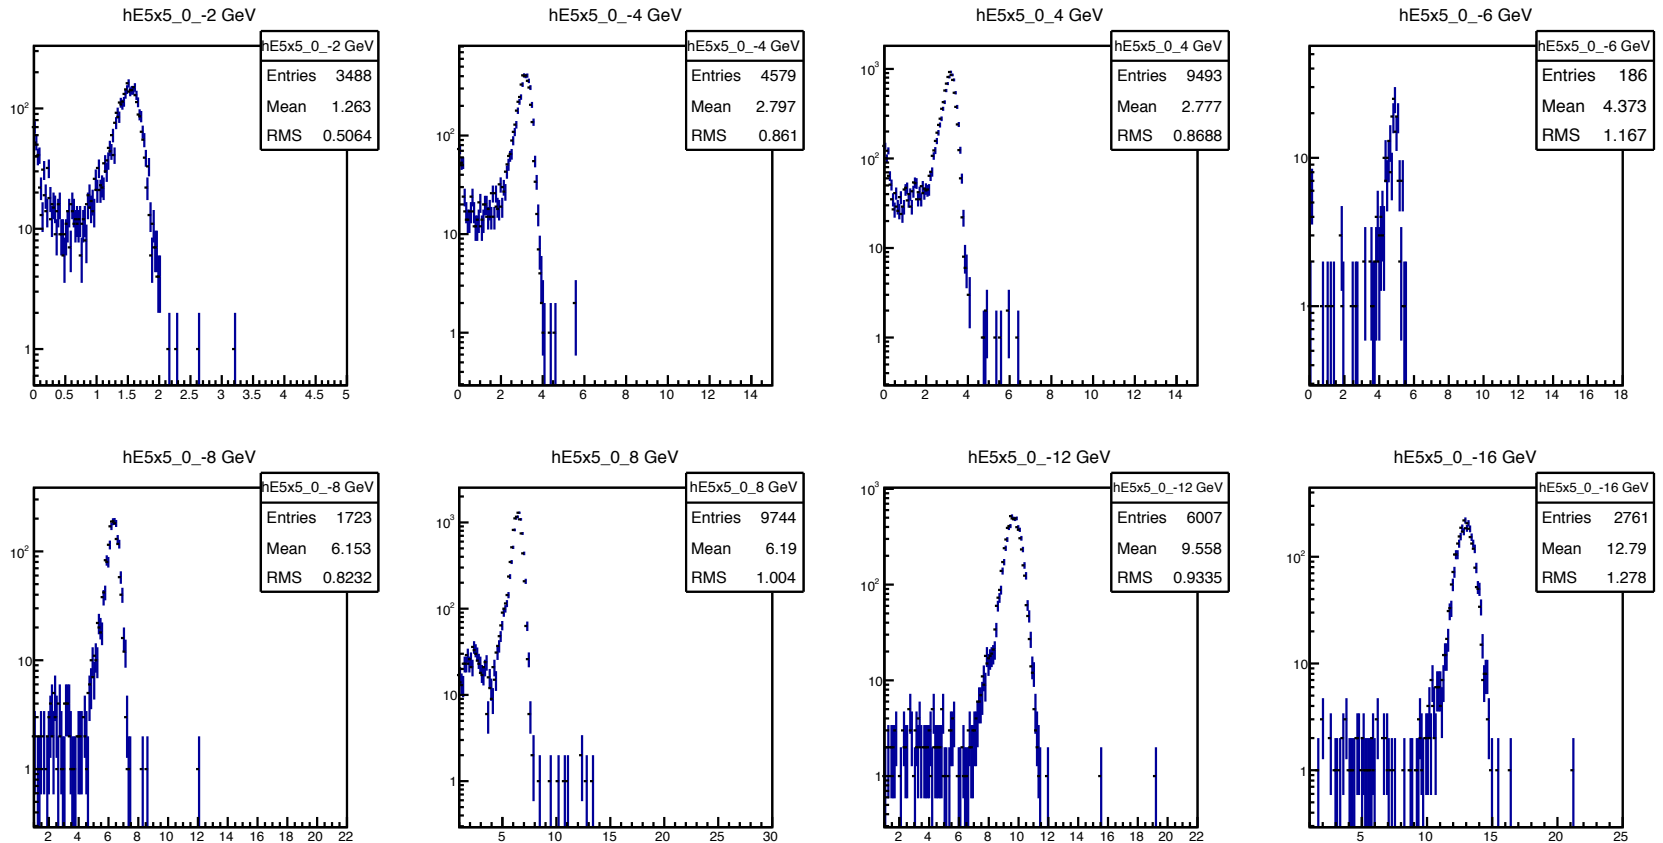 hE5x5_0_-2 GeV
hE5x5_0_-2 GeV
Entries 3488
Mean 1.263
RMS 0.5064
10²
10
1
0 0.5 1 1.5 2 2.5 3 3.5 4 4.5 5
hE5x5_0_-4 GeV
hE5x5_0_-4 GeV
Entries 4579
Mean 2.797
RMS 0.861
10²
10
1
0 2 4 6 8 10 12 14
hE5x5_0_4 GeV
hE5x5_0_4 GeV
Entries 9493
Mean 2.777
RMS 0.8688
10³
10²
10
1
0 2 4 6 8 10 12 14
hE5x5_0_-6 GeV
hE5x5_0_-6 GeV
Entries 186
Mean 4.373
RMS 1.167
10
1
0 2 4 6 8 10 12 14 16 18
hE5x5_0_-8 GeV
hE5x5_0_-8 GeV
Entries 1723
Mean 6.153
RMS 0.8232
10²
10
1
2 4 6 8 10 12 14 16 18 20 22
hE5x5_0_8 GeV
hE5x5_0_8 GeV
Entries 9744
Mean 6.19
RMS 1.004
10³
10²
10
1
5 10 15 20 25 30
hE5x5_0_-12 GeV
hE5x5_0_-12 GeV
Entries 6007
Mean 9.558
RMS 0.9335
10³
10²
10
1
2 4 6 8 10 12 14 16 18 20 22
hE5x5_0_-16 GeV
hE5x5_0_-16 GeV
Entries 2761
Mean 12.79
RMS 1.278
10²
10
1
5 10 15 20 25